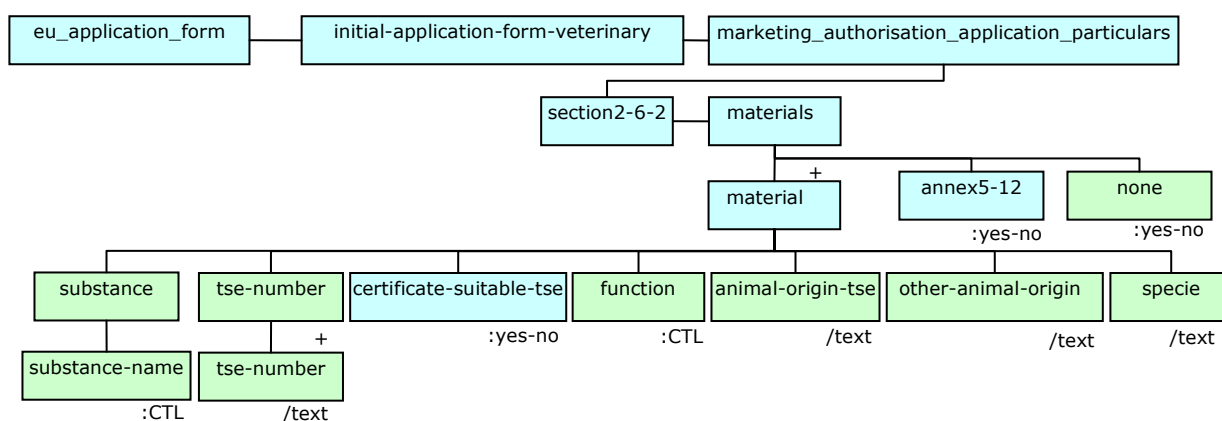 eu_application_form
initial-application-form-veterinary
marketing_authorisation_application_particulars
section2-6-2
materials
+
material
annex5-12
none
:yes-no
:yes-no
substance
tse-number
certificate-suitable-tse
function
animal-origin-tse
other-animal-origin
specie
:yes-no
:CTL
/text
/text
/text
+
substance-name
tse-number
:CTL
/text